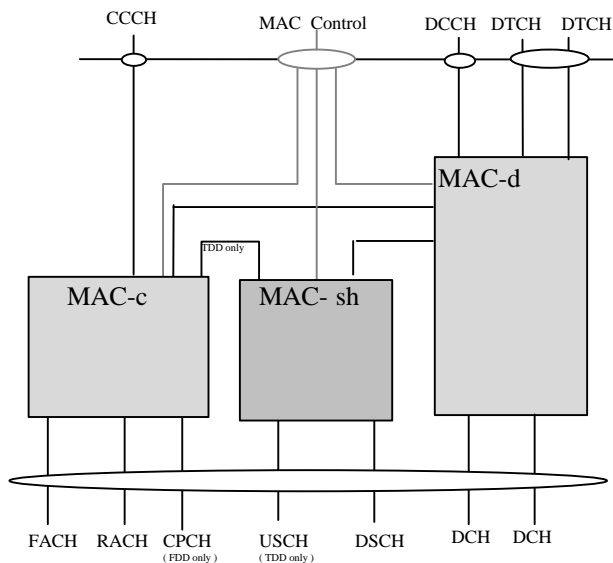 CCCH MAC Control DCCH DTCH DTCH
MAC-d
TDD only
MAC-c MAC- sh
FACH RACH CPCH USCH DSCH DCH DCH
( FDD only ) ( TDD only )